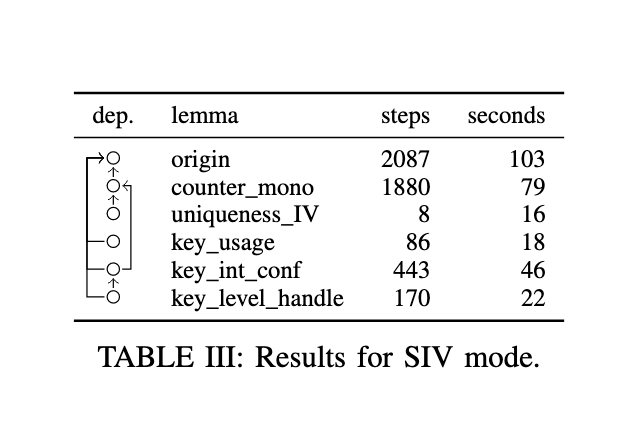 dep. lemma steps seconds
origin 2087 103
counter_mono 1880 79
uniqueness_IV 8 16
key_usage 86 18
key_int_conf 443 46
key_level_handle 170 22
TABLE III: Results for SIV mode.